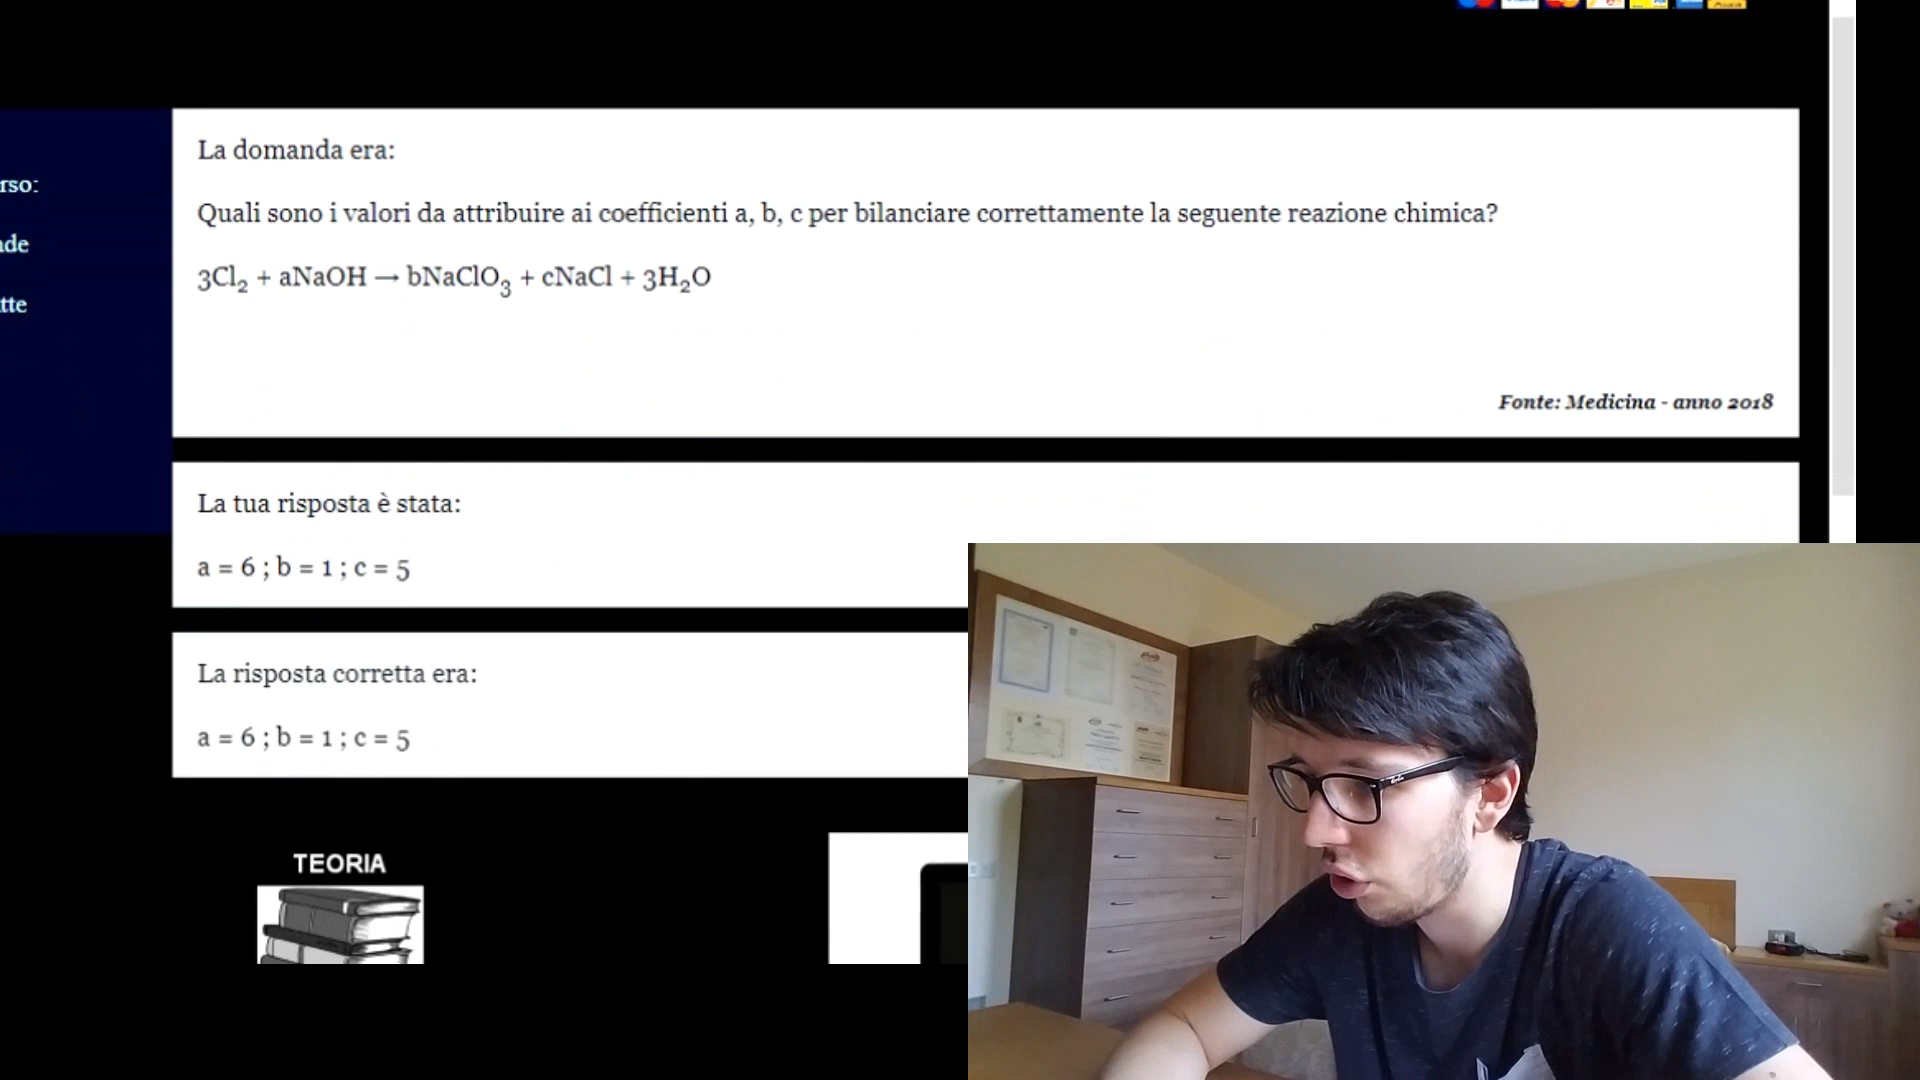 rso:
nde
tte
La domanda era:
Quali sono i valori da attribuire ai coefficienti a, b, c per bilanciare correttamente la seguente reazione chimica?
3Cl₂ + aNaOH → bNaClO₃ + cNaCl + 3H₂O
Fonte: Medicina - anno 2018
La tua risposta è stata:
a = 6 ; b = 1 ; c = 5
La risposta corretta era:
a = 6 ; b = 1 ; c = 5
TEORIA